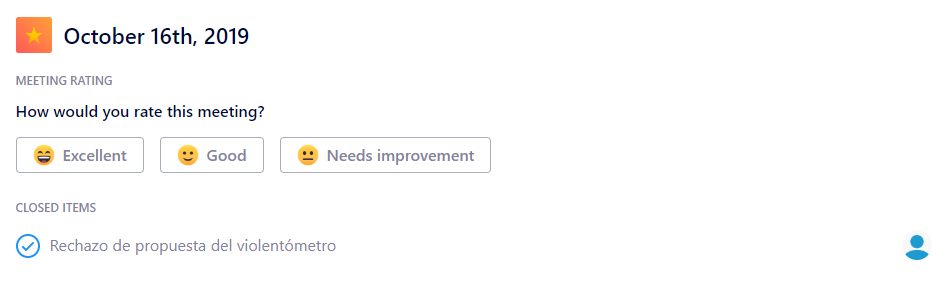 October 16th, 2019
MEETING RATING
How would you rate this meeting?
Excellent Good Needs improvement
CLOSED ITEMS
Rechazo de propuesta del violentómetro